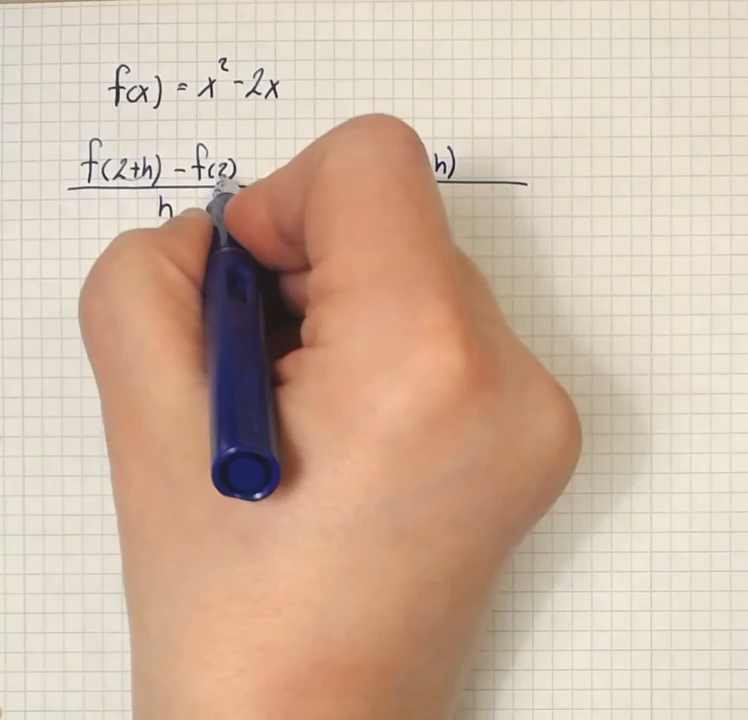 f(x) = x² - 2x
f(2+h) - f(2) h)
h